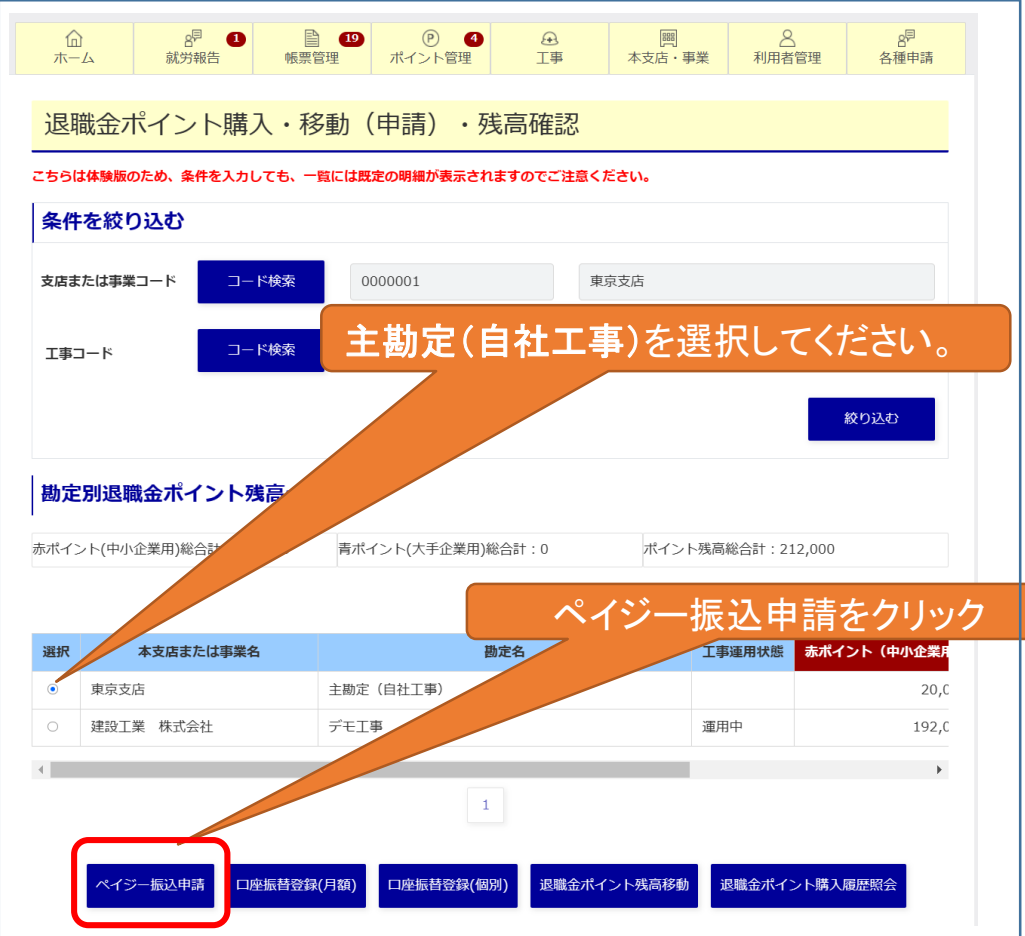 ホーム
就労報告 1
帳票管理 19
ポイント管理 4
工事
本支店・事業
利用者管理
各種申請
退職金ポイント購入・移動（申請）・残高確認
こちらは体験版のため、条件を入力しても、一覧には既定の明細が表示されますのでご注意ください。
条件を絞り込む
支店または事業コード コード検索 0000001 東京支店
工事コード コード検索
主勘定(自社工事)を選択してください。
絞り込む
勘定別退職金ポイント残高
赤ポイント(中小企業用)総合計 青ポイント(大手企業用)総合計：0 ポイント残高総合計：212,000
ペイジー振込申請をクリック
選択 本支店または事業名 勘定名 工事運用状態 赤ポイント（中小企業用
東京支店 主勘定（自社工事） 20,0
建設工業　株式会社 デモ工事 運用中 192,0
1
ペイジー振込申請 口座振替登録(月額) 口座振替登録(個別) 退職金ポイント残高移動 退職金ポイント購入履歴照会